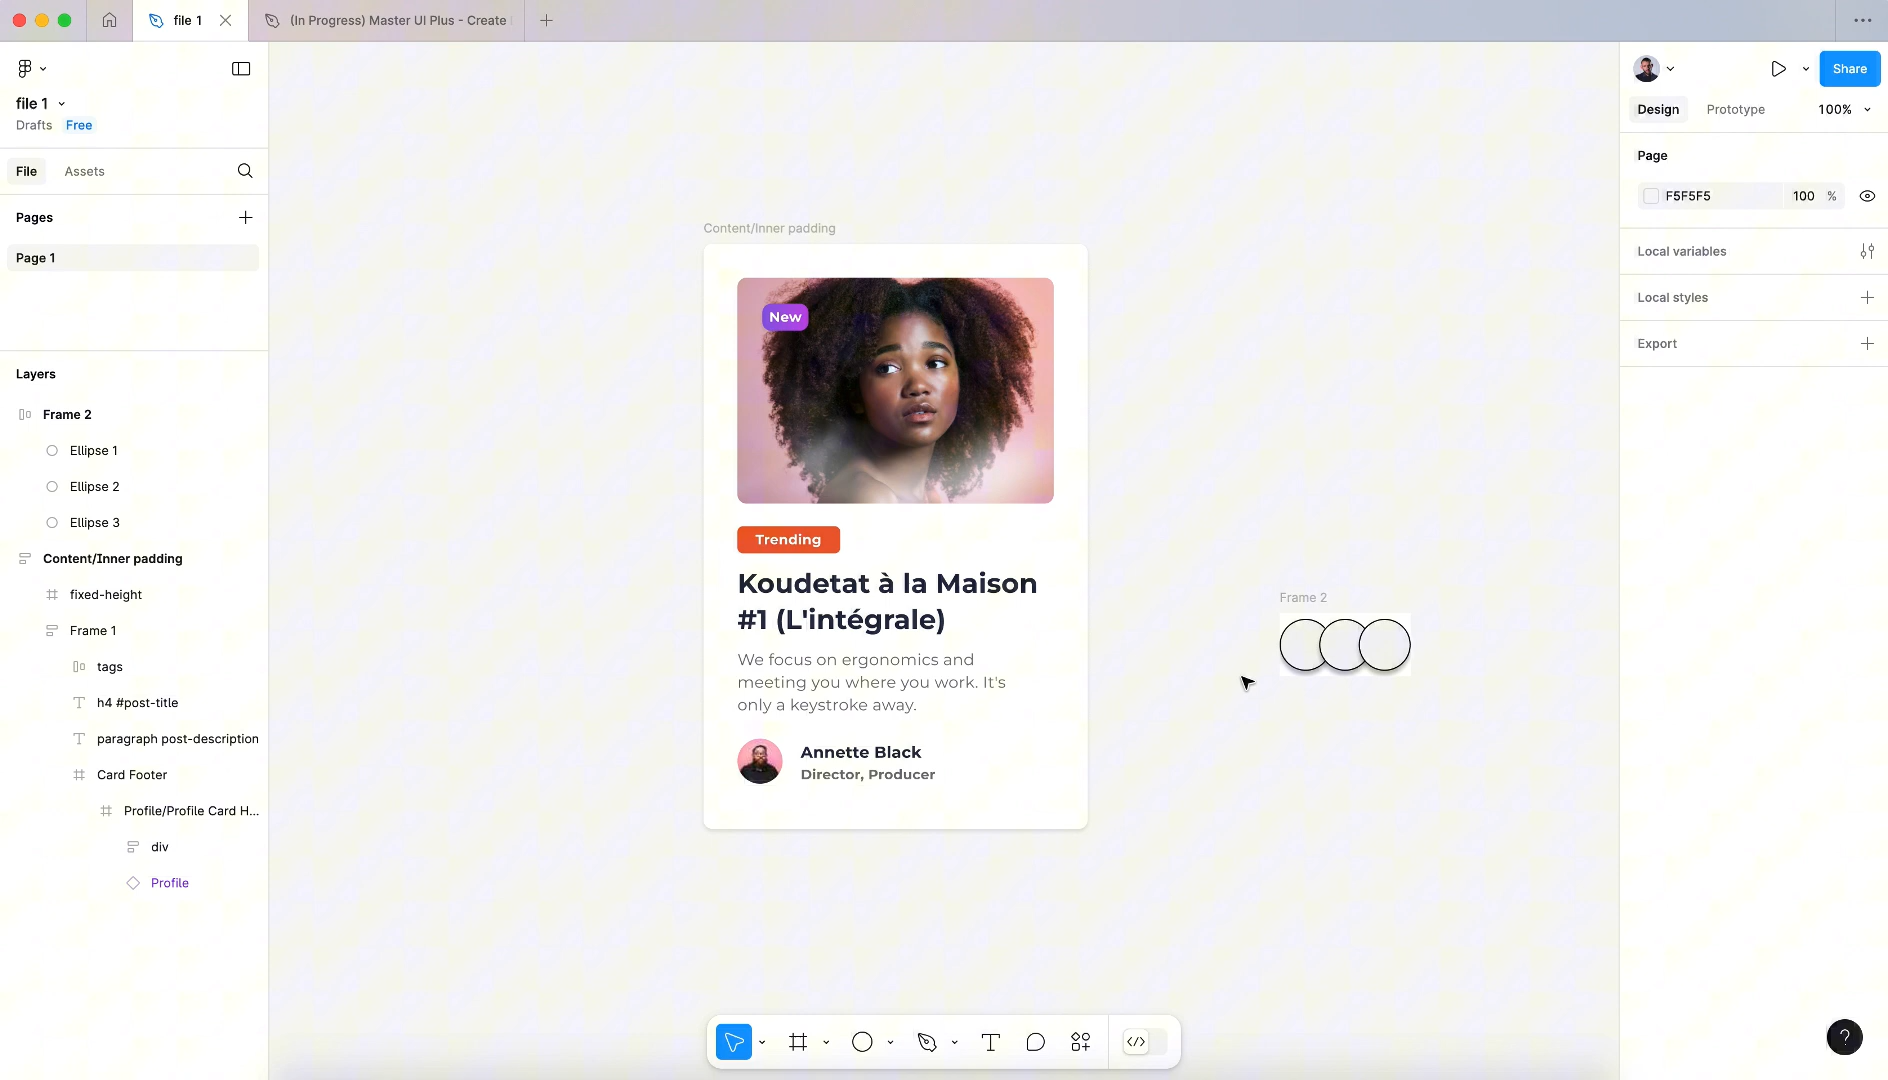 file 1
(In Progress) Master UI Plus - Create
file 1
Drafts Free
File Assets
Pages
Page 1
Layers
Frame 2
Ellipse 1
Ellipse 2
Ellipse 3
Content/Inner padding
fixed-height
Frame 1
tags
h4 #post-title
paragraph post-description
Card Footer
Profile/Profile Card H...
div
Profile
Content/Inner padding
New
Trending
Koudetat à la Maison
#1 (L'intégrale)
We focus on ergonomics and
meeting you where you work. It's
only a keystroke away.
Annette Black
Director, Producer
Frame 2
Share
Design Prototype 100%
Page
F5F5F5 100 %
Local variables
Local styles
Export
?